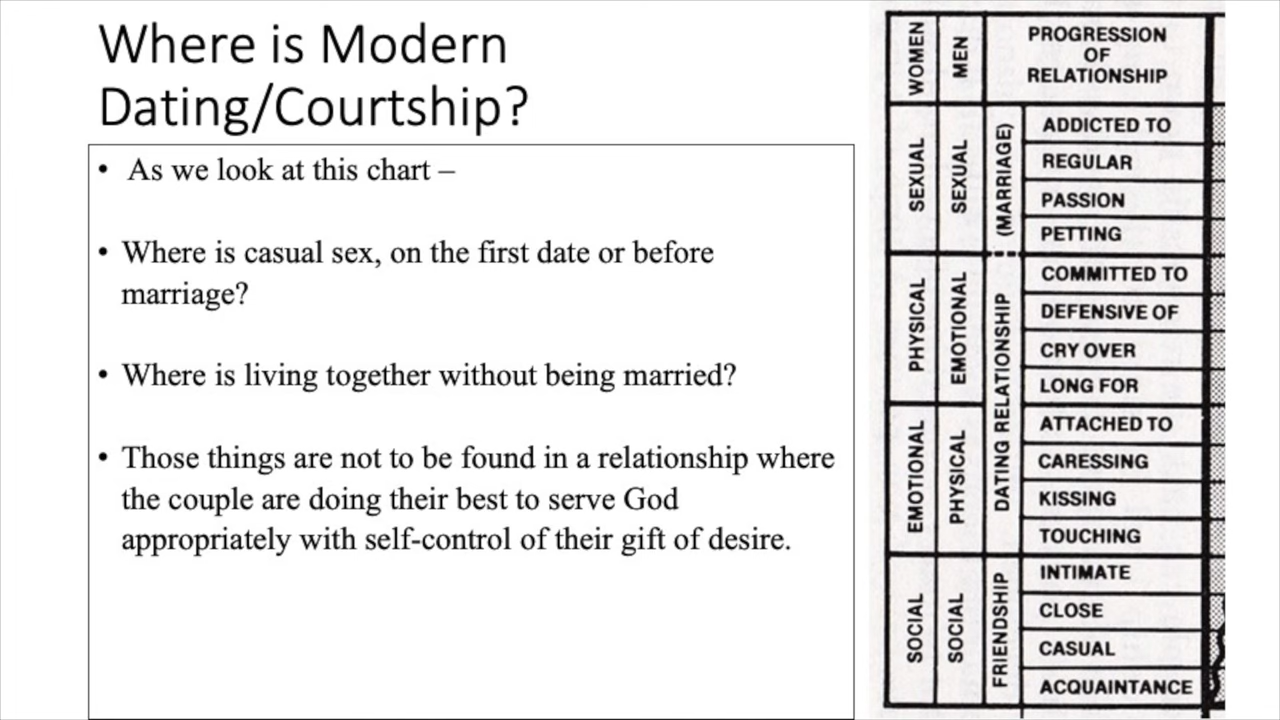 Where is Modern
Dating/Courtship?
• As we look at this chart –
• Where is casual sex, on the first date or before
marriage?
• Where is living together without being married?
• Those things are not to be found in a relationship where
the couple are doing their best to serve God
appropriately with self-control of their gift of desire.
WOMEN
MEN
PROGRESSION
OF
RELATIONSHIP
SEXUAL
SEXUAL
(MARRIAGE)
ADDICTED TO
REGULAR
PASSION
PETTING
PHYSICAL
EMOTIONAL
DATING RELATIONSHIP
COMMITTED TO
DEFENSIVE OF
CRY OVER
LONG FOR
EMOTIONAL
PHYSICAL
ATTACHED TO
CARESSING
KISSING
TOUCHING
SOCIAL
SOCIAL
FRIENDSHIP
INTIMATE
CLOSE
CASUAL
ACQUAINTANCE